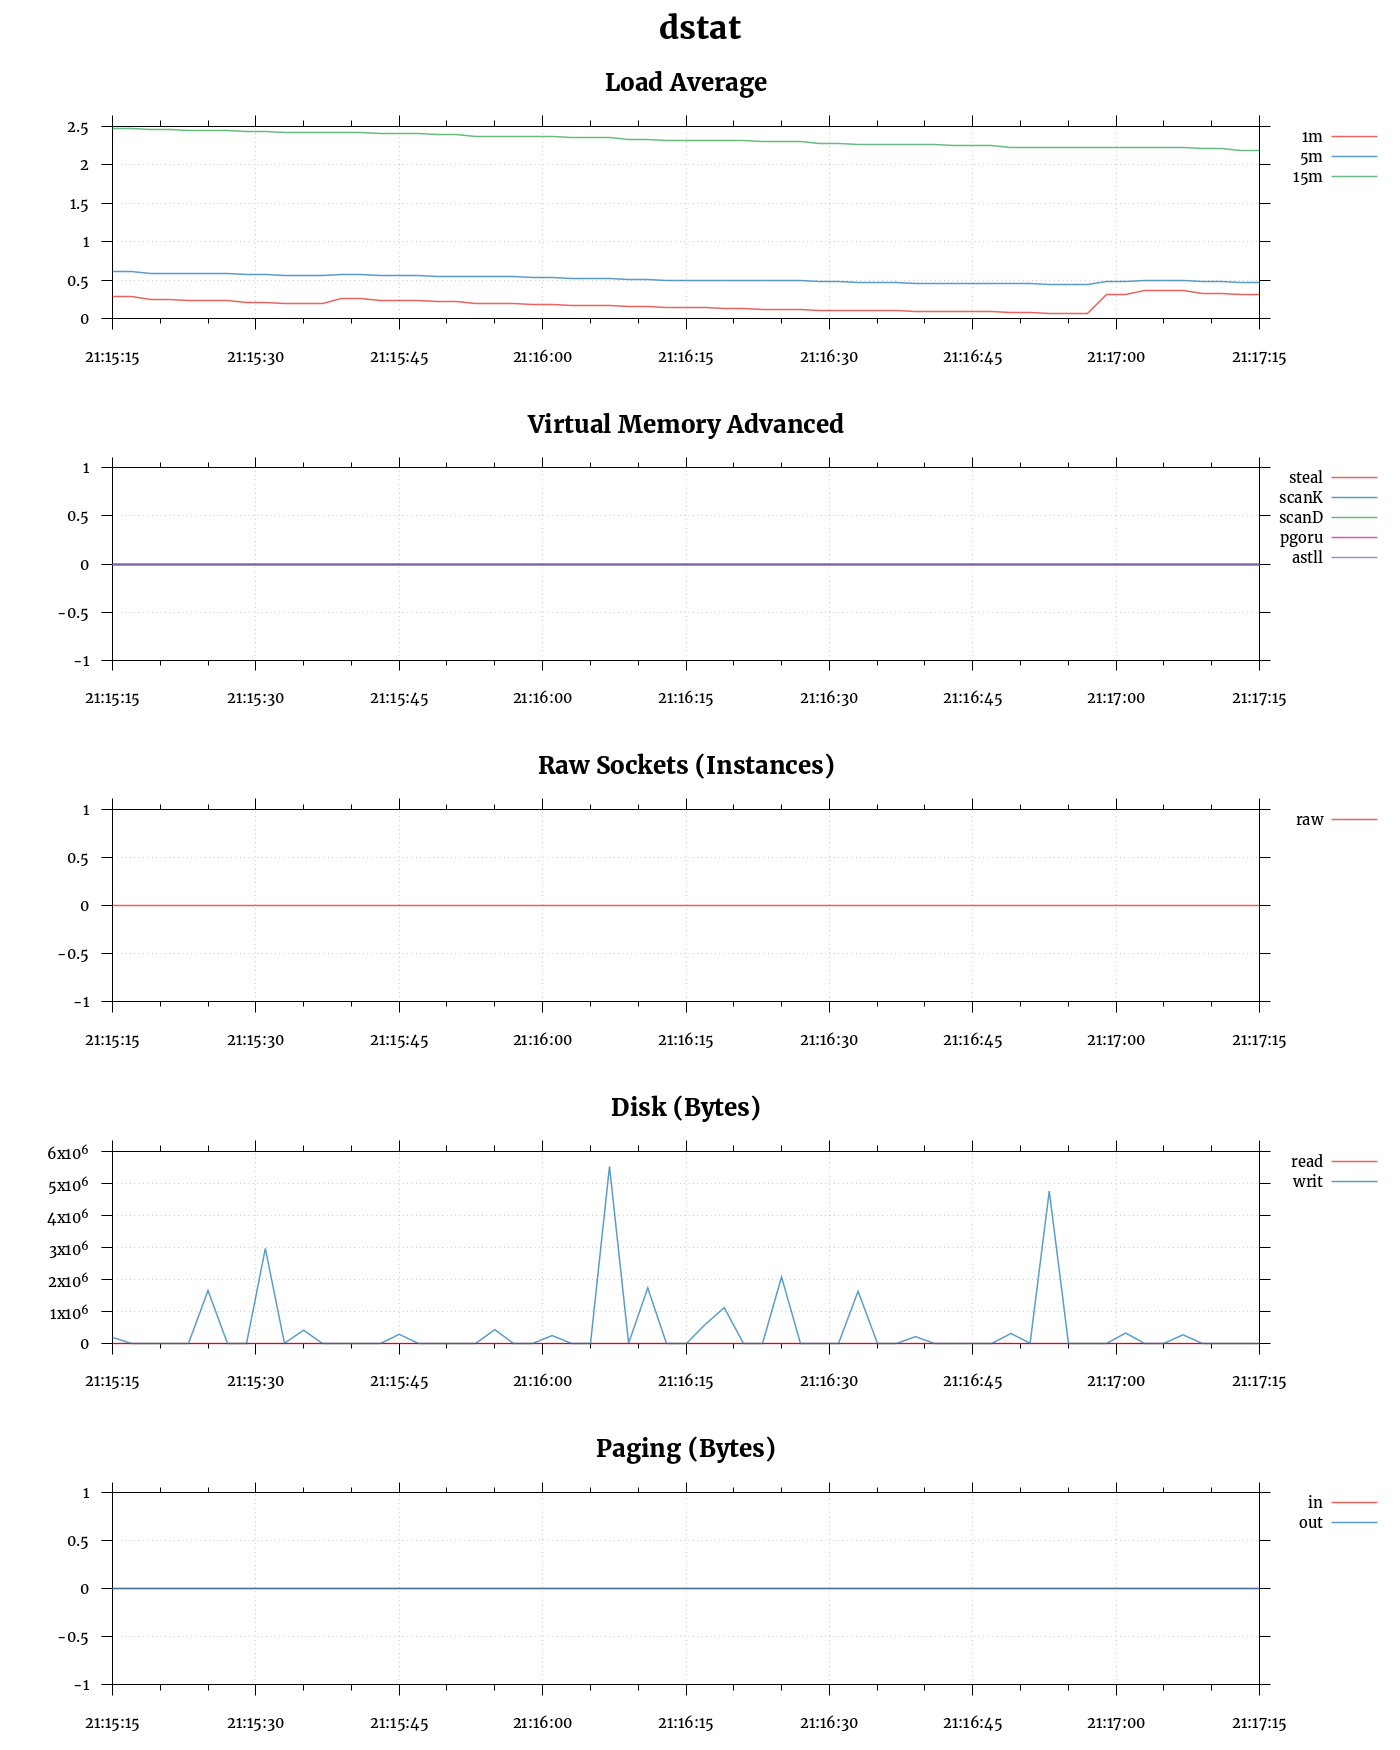 dstat
Load Average
2.5
2
1.5
1
0.5
0
1m
5m
15m
21:15:15 21:15:30 21:15:45 21:16:00 21:16:15 21:16:30 21:16:45 21:17:00 21:17:15
Virtual Memory Advanced
1
0.5
0
-0.5
-1
steal
scanK
scanD
pgoru
astll
21:15:15 21:15:30 21:15:45 21:16:00 21:16:15 21:16:30 21:16:45 21:17:00 21:17:15
Raw Sockets (Instances)
1
0.5
0
-0.5
-1
raw
21:15:15 21:15:30 21:15:45 21:16:00 21:16:15 21:16:30 21:16:45 21:17:00 21:17:15
Disk (Bytes)
6x10⁶
5x10⁶
4x10⁶
3x10⁶
2x10⁶
1x10⁶
0
read
writ
21:15:15 21:15:30 21:15:45 21:16:00 21:16:15 21:16:30 21:16:45 21:17:00 21:17:15
Paging (Bytes)
1
0.5
0
-0.5
-1
in
out
21:15:15 21:15:30 21:15:45 21:16:00 21:16:15 21:16:30 21:16:45 21:17:00 21:17:15